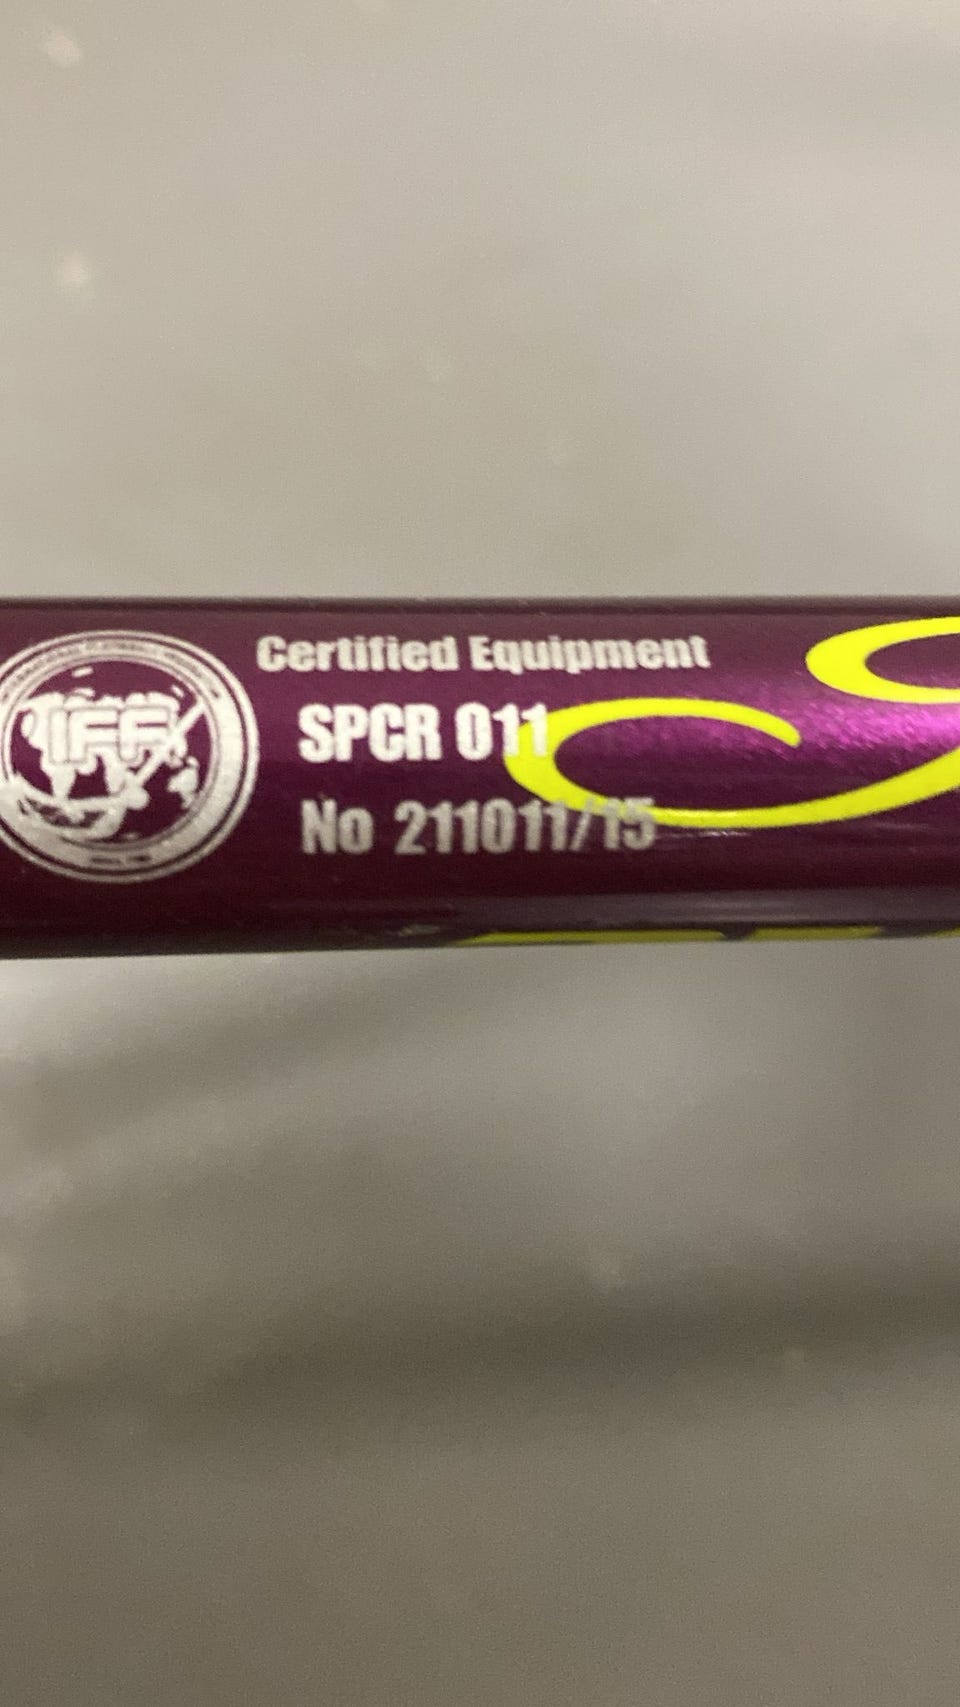 IFF
Certified Equipment
SPCR 011
No 211011/15